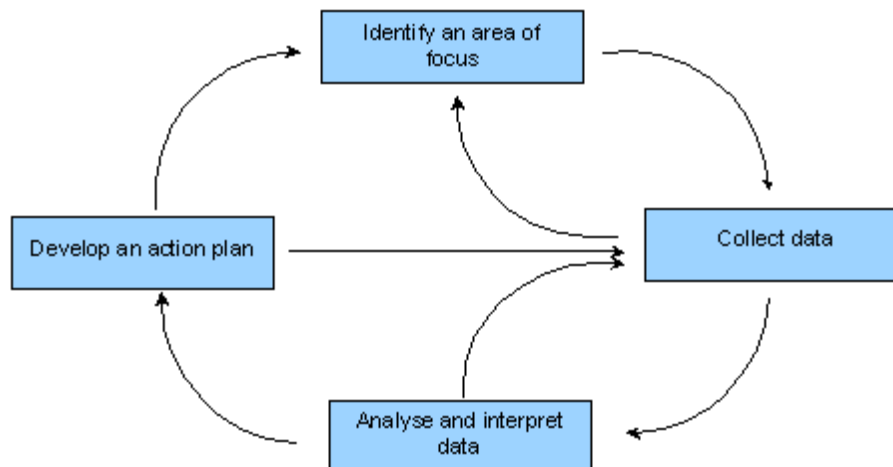 Identify an area of
focus
Develop an action plan
Collect data
Analyse and interpret
data